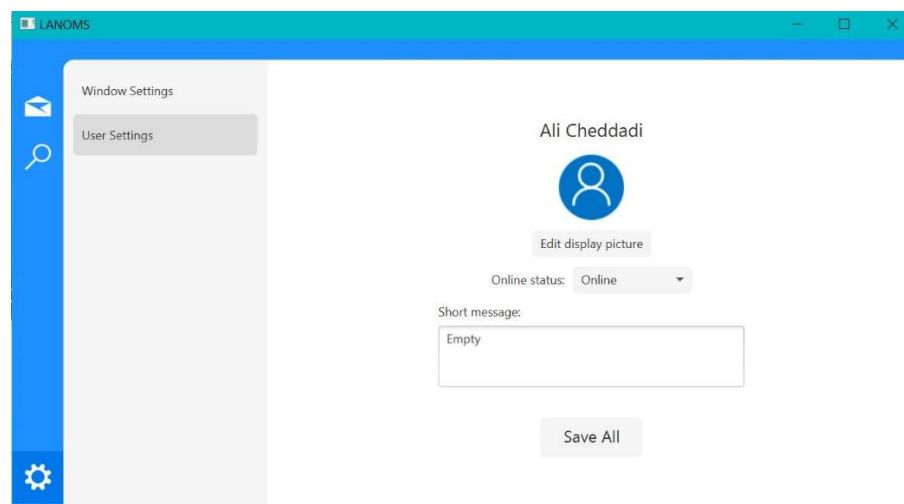 LANOMS
Window Settings
User Settings
Ali Cheddadi
Edit display picture
Online status: Online
Short message:
Empty
Save All